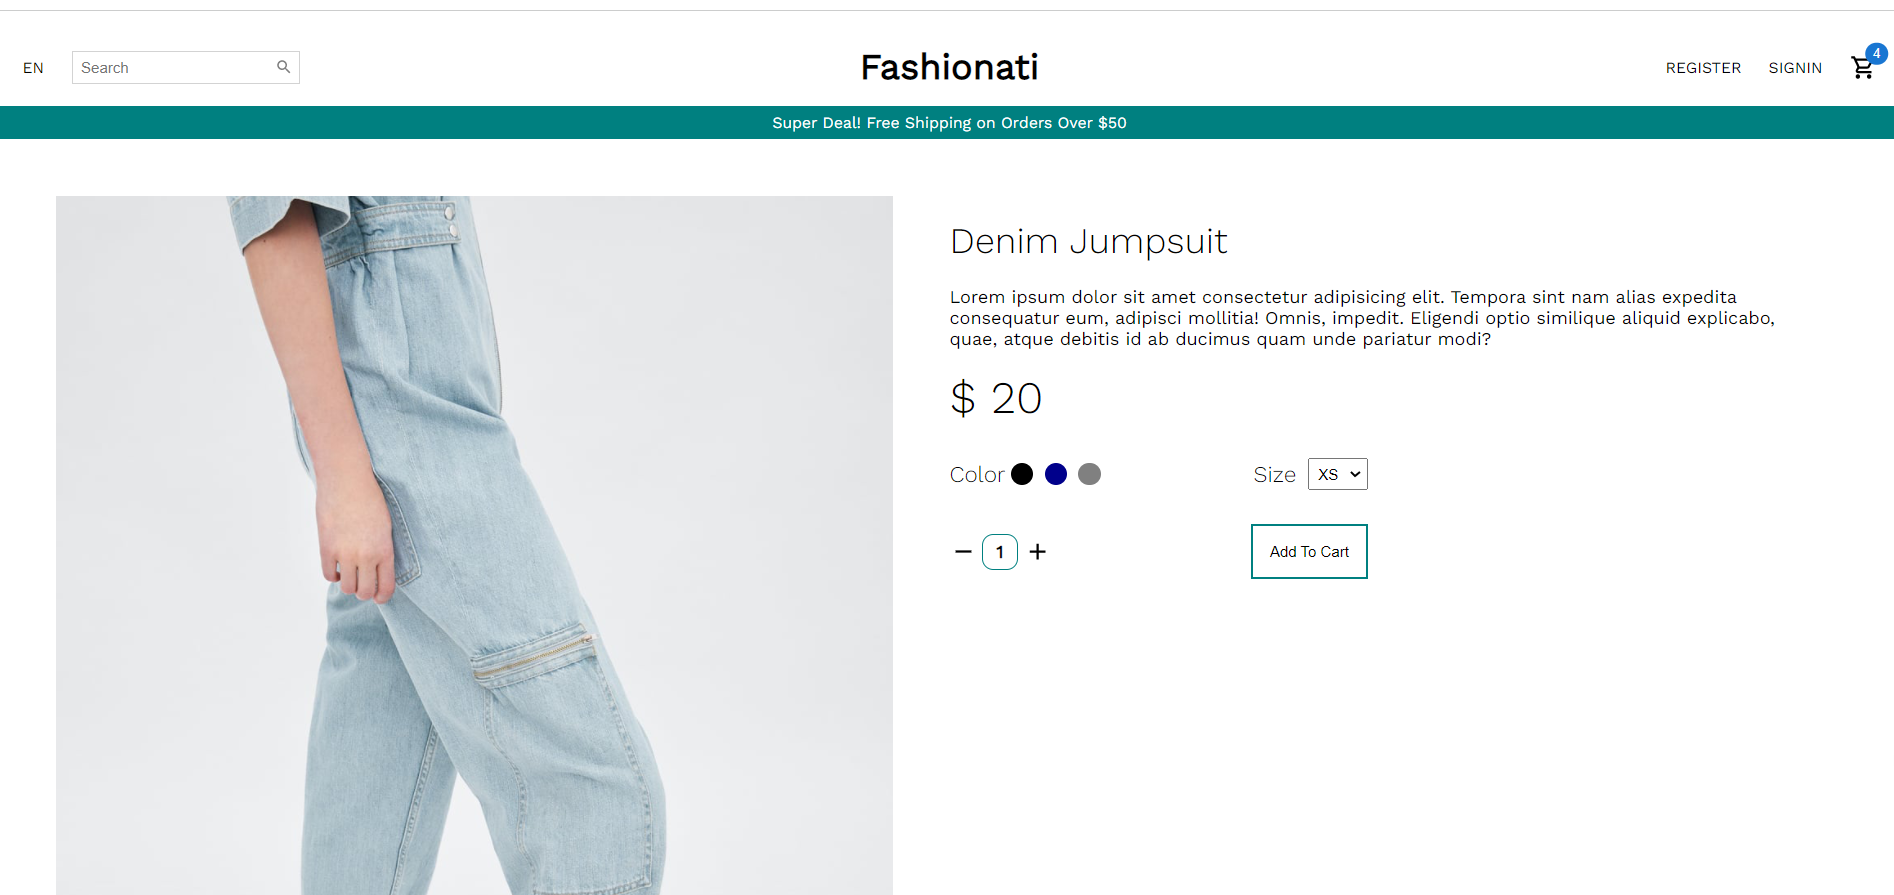 EN
Search
Fashionati
REGISTER
SIGNIN
4
Super Deal! Free Shipping on Orders Over $50
Denim Jumpsuit
Lorem ipsum dolor sit amet consectetur adipisicing elit. Tempora sint nam alias expedita
consequatur eum, adipisci mollitia! Omnis, impedit. Eligendi optio similique aliquid explicabo,
quae, atque debitis id ab ducimus quam unde pariatur modi?
$ 20
Color
Size
XS
1
Add To Cart